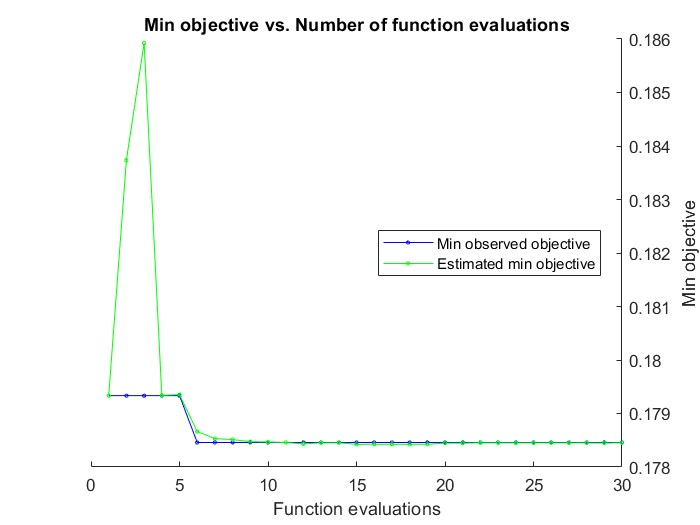 Min objective vs. Number of function evaluations
0.186
0.185
0.184
0.183
0.182
0.181
0.18
0.179
0.178
Min objective
Min observed objective
Estimated min objective
0 5 10 15 20 25 30
Function evaluations